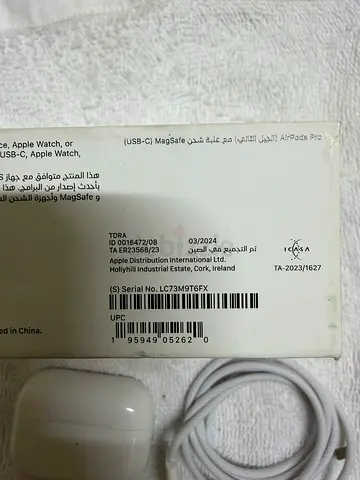 AirPods Pro (الجيل الثاني) مع علبة شحن MagSafe (USB-C)
ce, Apple Watch, or
USB-C, Apple Watch,
هذا المنتج متوافق مع جهاز
بأحدث إصدار من البرامج. هذا
و MagSafe وأجهزة الشحن
TDRA
ID 0016472/08
TA ER23568/23
03/2024
تم التجميع في الصين
Apple Distribution International Ltd.
Hollyhill Industrial Estate, Cork, Ireland
ICASA
TA-2023/1627
(S) Serial No. LC73M9T6FX
UPC
1 95949 05262 0
ed in China.